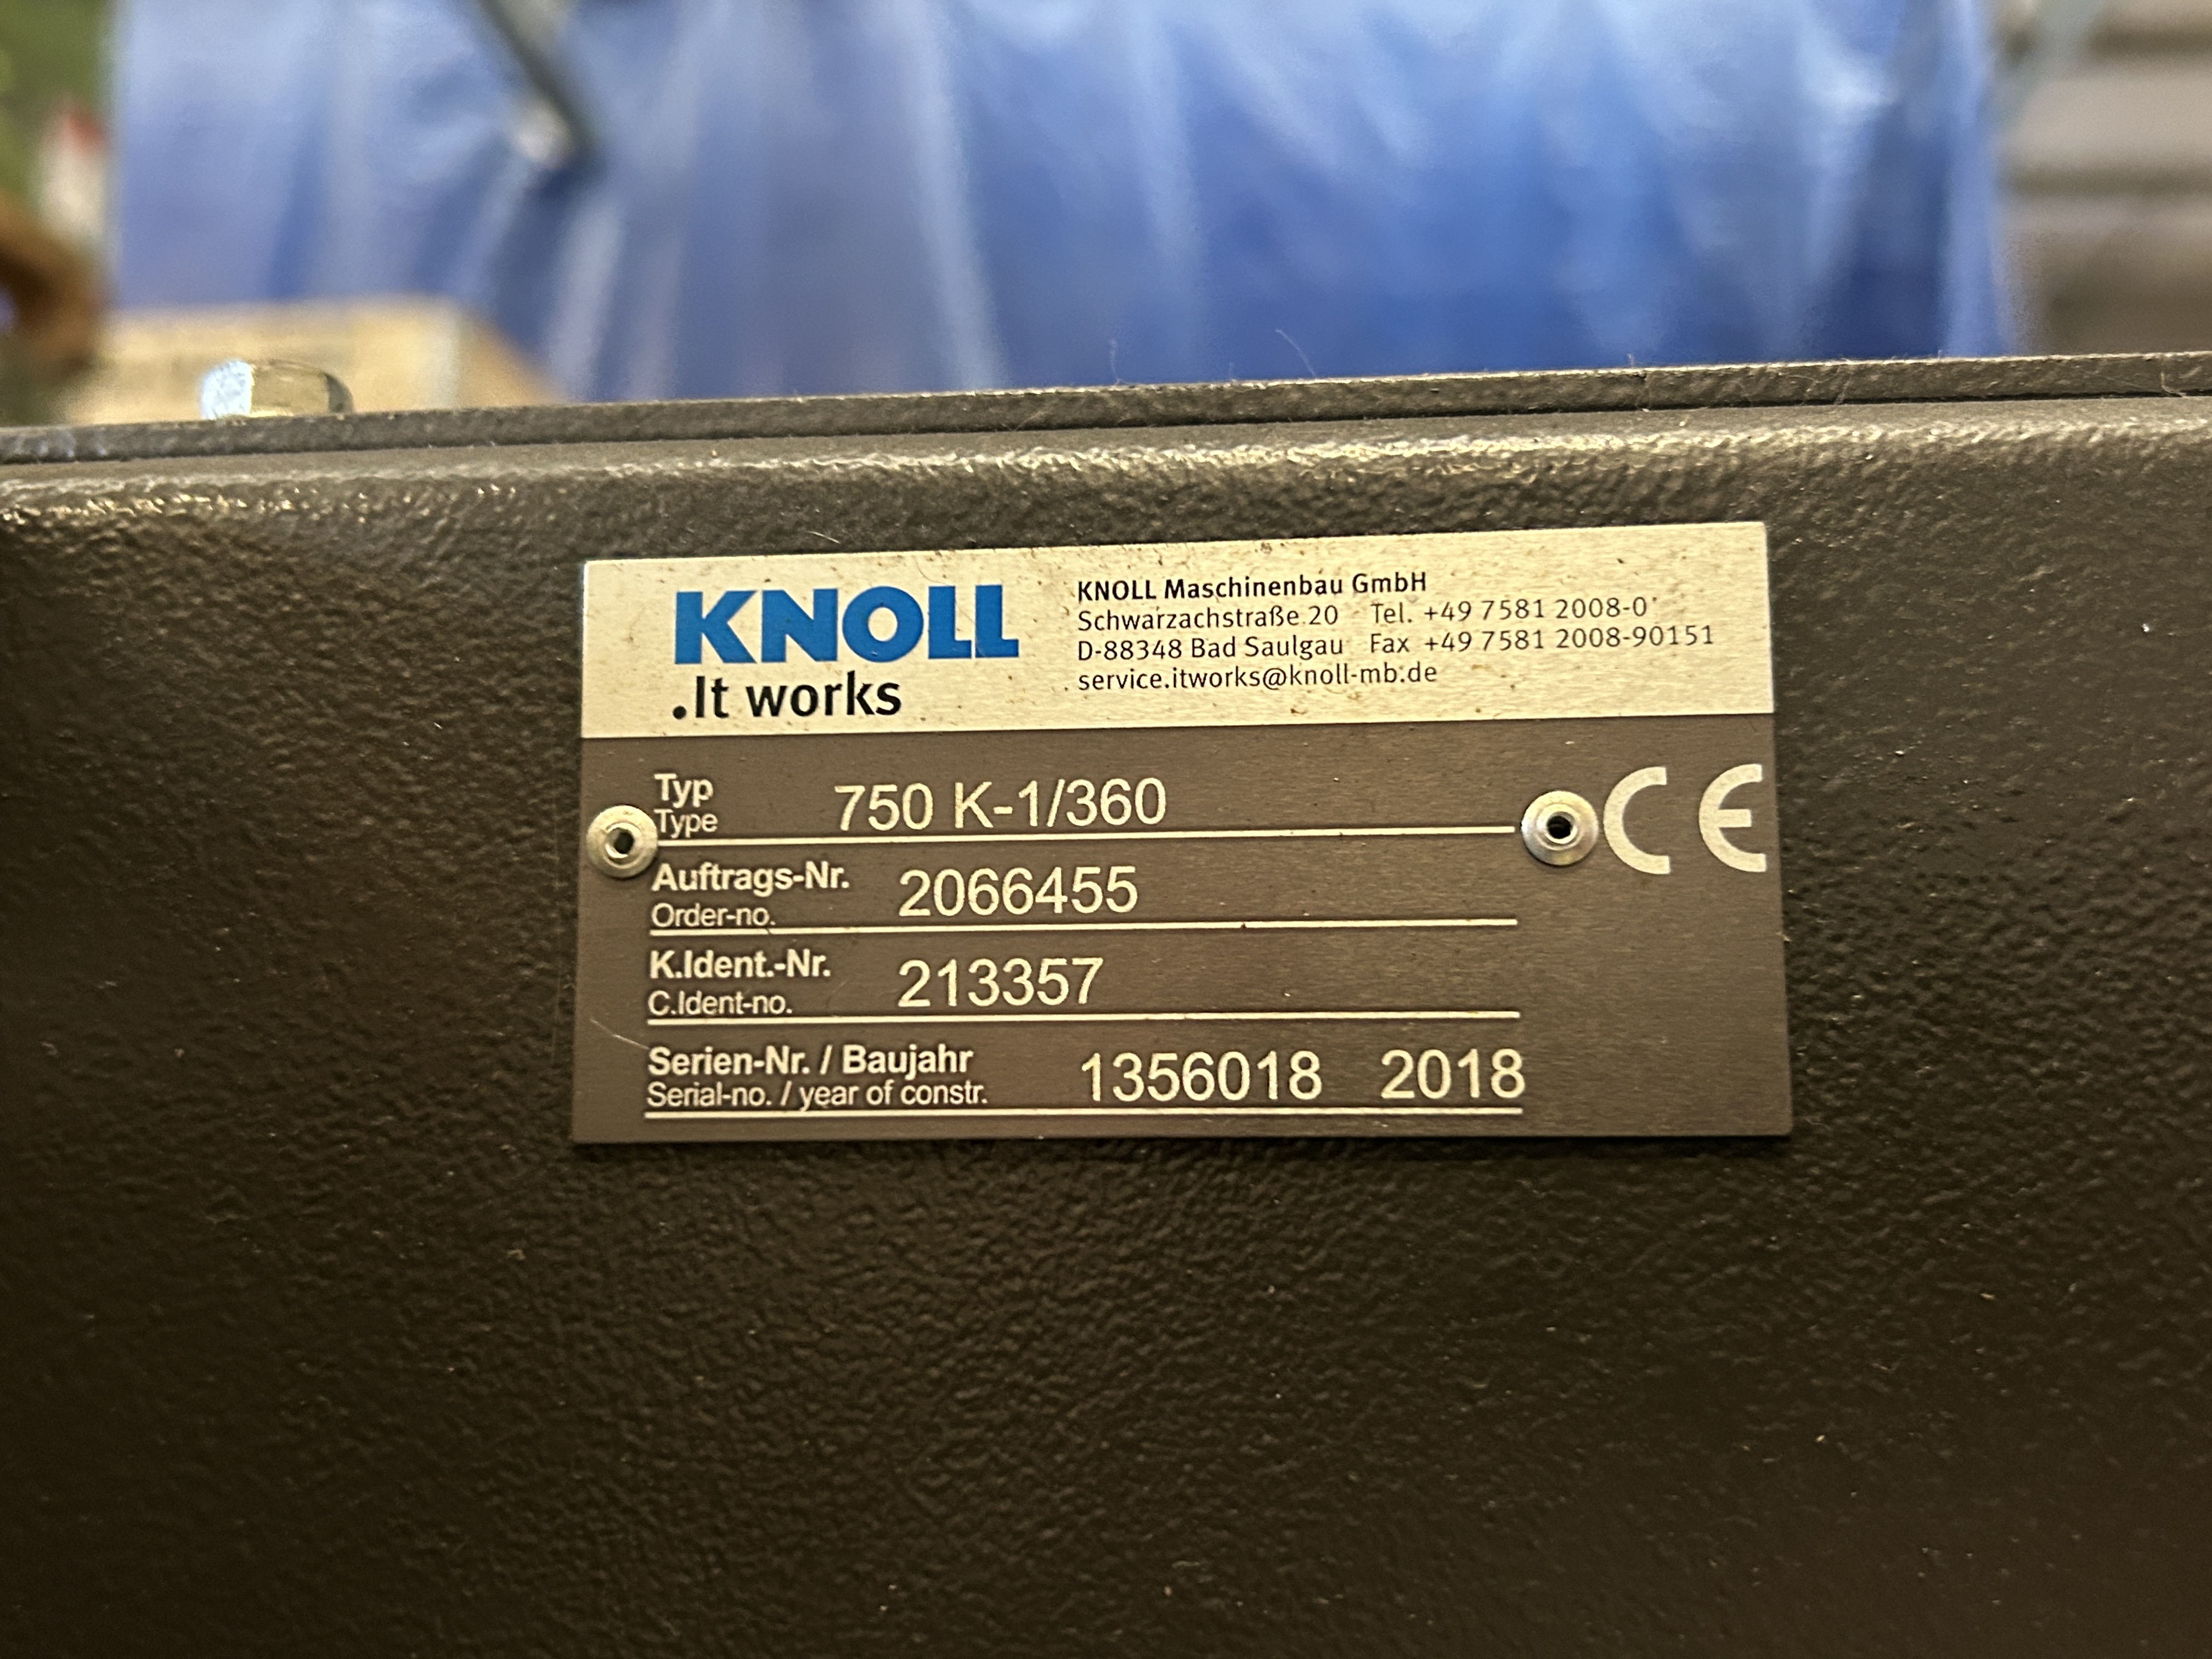 KNOLL
.It works
KNOLL Maschinenbau GmbH
Schwarzachstraße 20 Tel. +49 7581 2008-0
D-88348 Bad Saulgau Fax +49 7581 2008-90151
service.itworks@knoll-mb.de
Typ
Type
750 K-1/360
CE
Auftrags-Nr.
Order-no.
2066455
K.Ident.-Nr.
C.Ident-no.
213357
Serien-Nr. / Baujahr
Serial-no. / year of constr.
1356018 2018